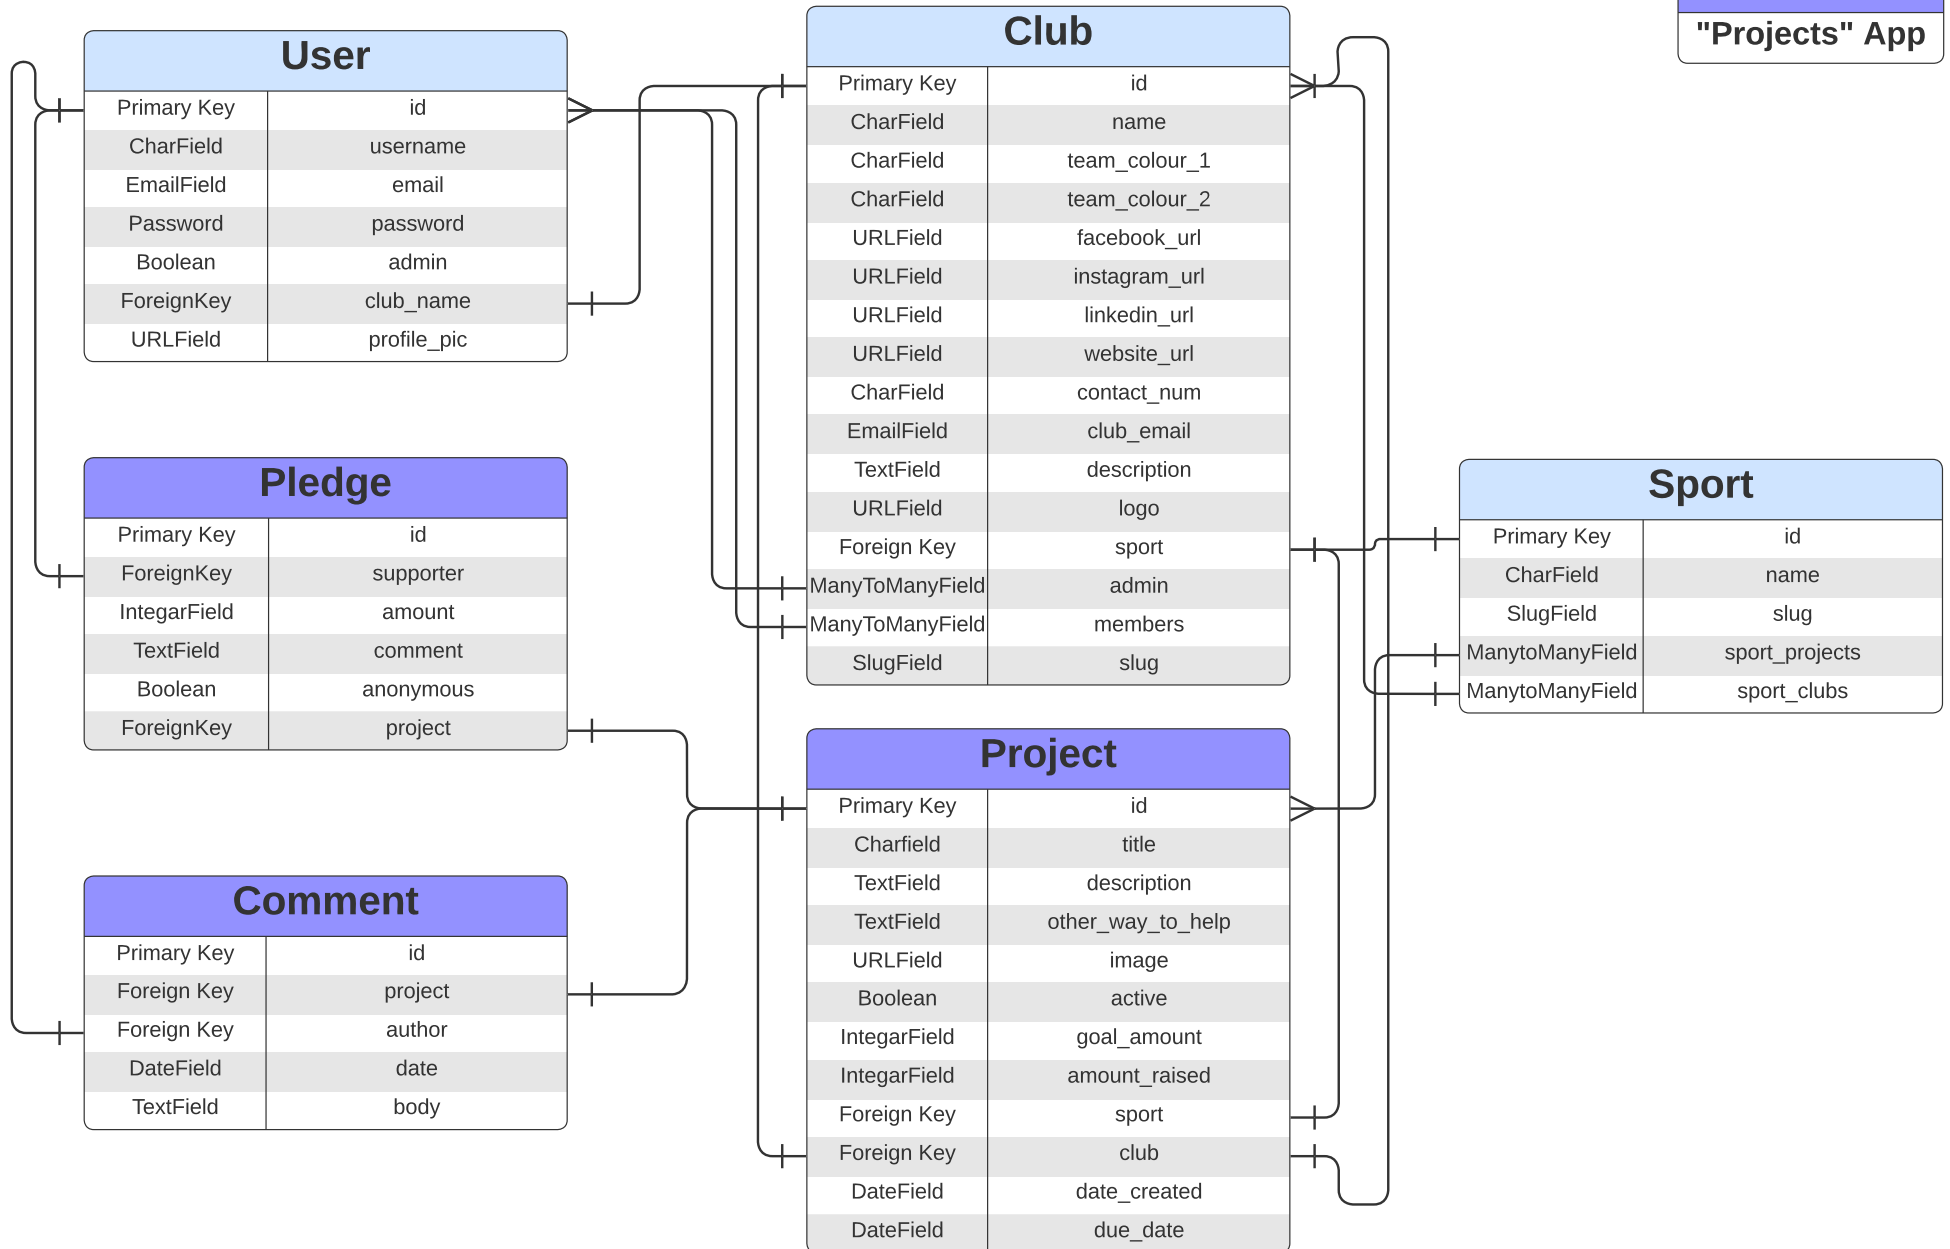 User
Primary Key id
CharField username
EmailField email
Password password
Boolean admin
ForeignKey club_name
URLField profile_pic
Club
Primary Key id
CharField name
CharField team_colour_1
CharField team_colour_2
URLField facebook_url
URLField instagram_url
URLField linkedin_url
URLField website_url
CharField contact_num
EmailField club_email
TextField description
URLField logo
Foreign Key sport
ManyToManyField admin
ManyToManyField members
SlugField slug
"Projects" App
Pledge
Primary Key id
ForeignKey supporter
IntegarField amount
TextField comment
Boolean anonymous
ForeignKey project
Sport
Primary Key id
CharField name
SlugField slug
ManytoManyField sport_projects
ManytoManyField sport_clubs
Comment
Primary Key id
Foreign Key project
Foreign Key author
DateField date
TextField body
Project
Primary Key id
Charfield title
TextField description
TextField other_way_to_help
URLField image
Boolean active
IntegarField goal_amount
IntegarField amount_raised
Foreign Key sport
Foreign Key club
DateField date_created
DateField due_date